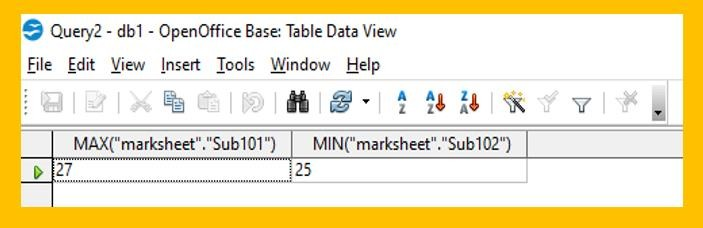 Query2 - db1 - OpenOffice Base: Table Data View
File Edit View Insert Tools Window Help
MAX("marksheet"."Sub101") MIN("marksheet"."Sub102")
27 25